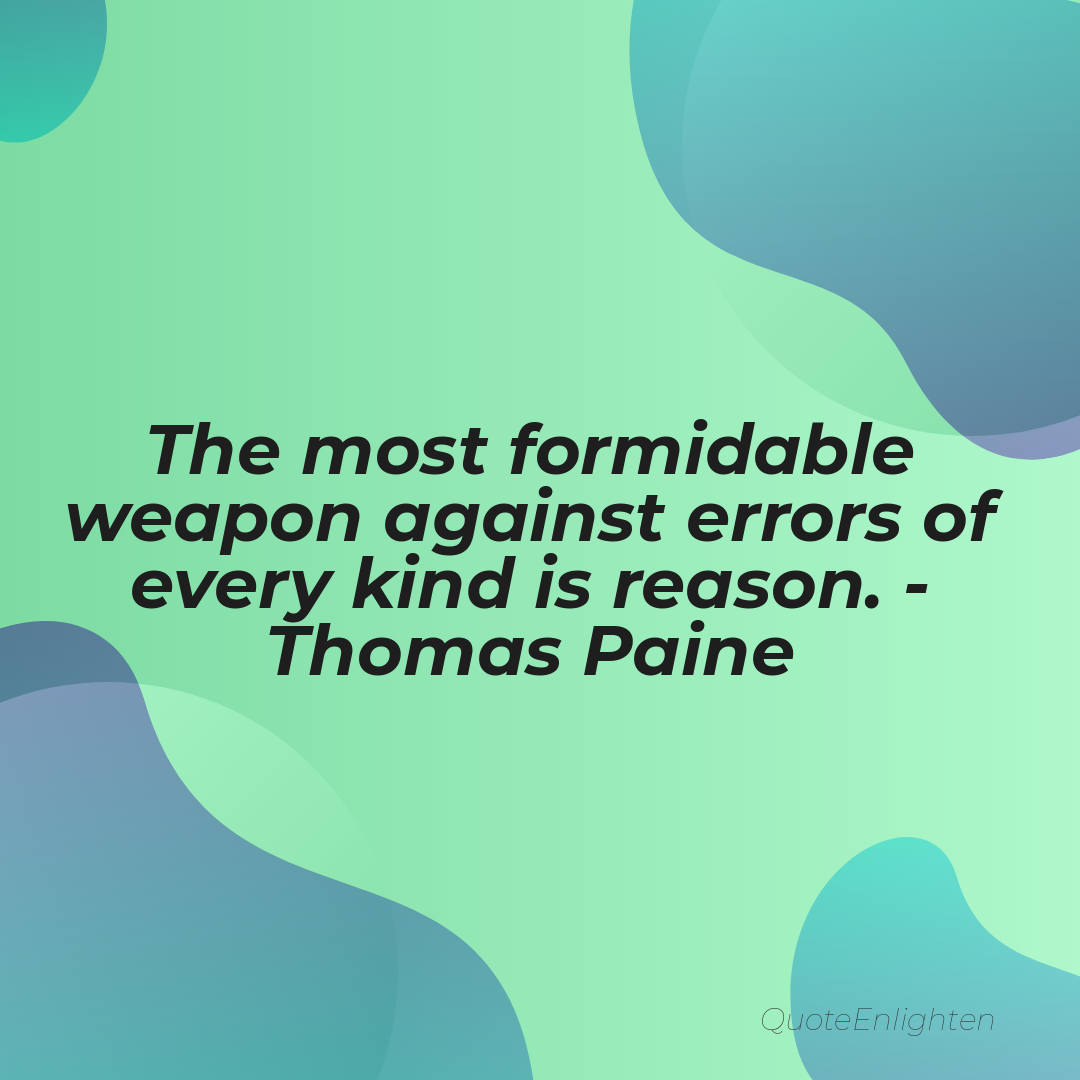 The most formidable
weapon against errors of
every kind is reason. -
Thomas Paine
QuoteEnlighten